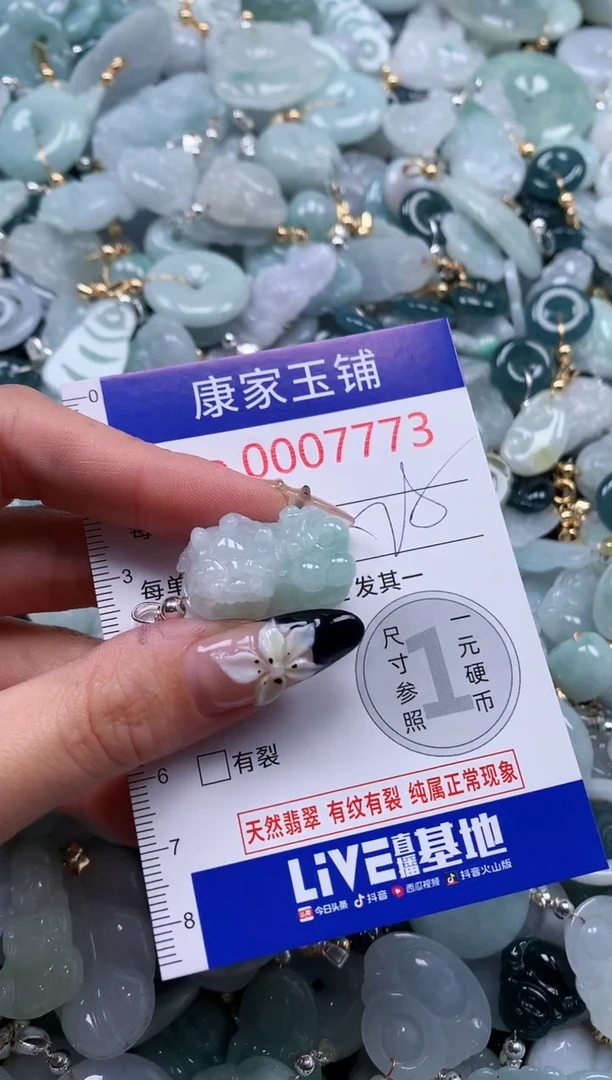 康家玉铺
0007773
每单 发其一
尺寸参照
1
一元硬币
有裂
天然翡翠 有纹有裂 纯属正常现象
LiVE直播基地
今日头条 抖音 西瓜视频 抖音火山版
0
3
6
7
8